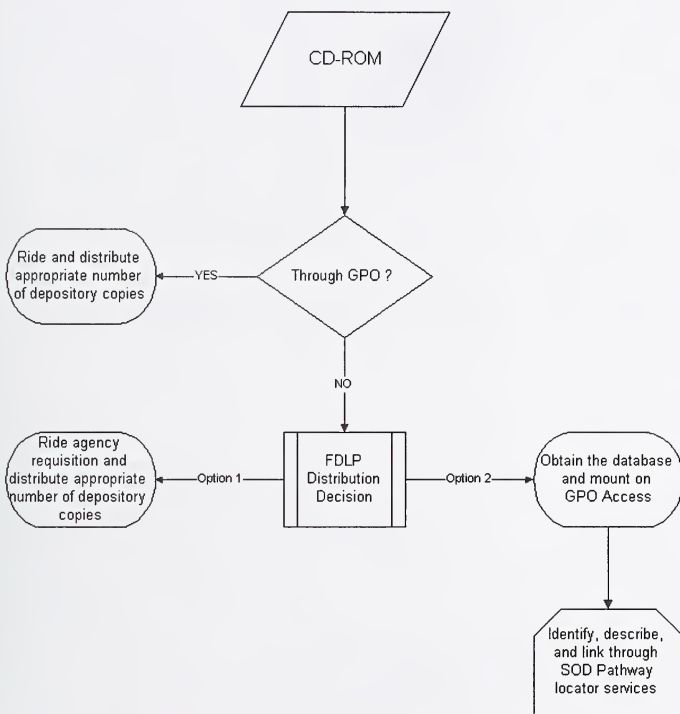 CD-ROM
Through GPO ?
YES
Ride and distribute
appropriate number
of depository copies
NO
FDLP
Distribution
Decision
Option 1
Ride agency
requisition and
distribute appropriate
number of depository
copies
Option 2
Obtain the database
and mount on
GPO Access
Identify, describe,
and link through
SOD Pathway
locator services